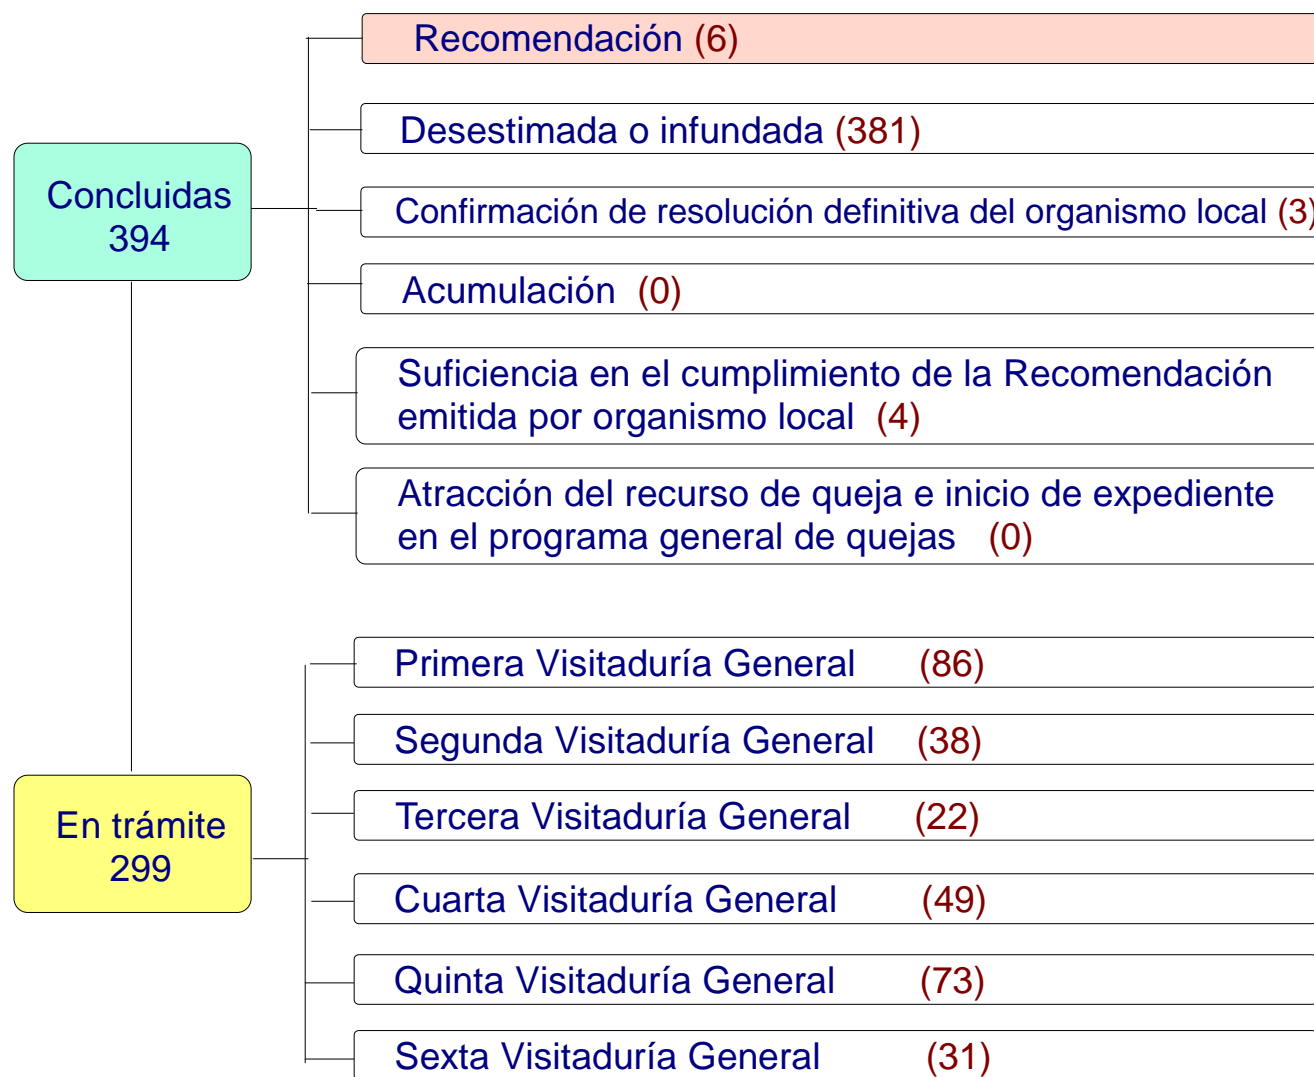 Recomendación (6)
Desestimada o infundada (381)
Concluidas
394
Confirmación de resolución definitiva del organismo local (3)
Acumulación (0)
Suficiencia en el cumplimiento de la Recomendación
emitida por organismo local (4)
Atracción del recurso de queja e inicio de expediente
en el programa general de quejas (0)
Primera Visitaduría General (86)
Segunda Visitaduría General (38)
Tercera Visitaduría General (22)
En trámite
299
Cuarta Visitaduría General (49)
Quinta Visitaduría General (73)
Sexta Visitaduría General (31)